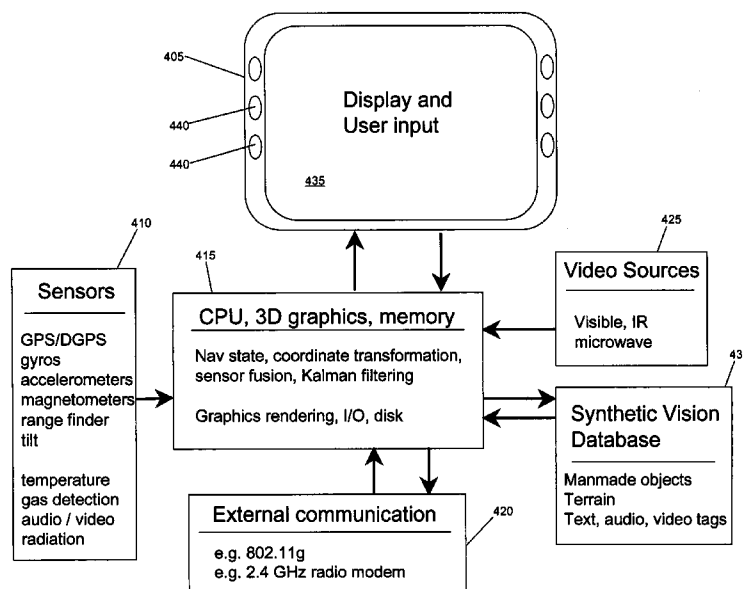 405
Display and
User input
440
440
435
410
Sensors
GPS/DGPS
gyros
accelerometers
magnetometers
range finder
tilt
temperature
gas detection
audio / video
radiation
415
CPU, 3D graphics, memory
Nav state, coordinate transformation,
sensor fusion, Kalman filtering
Graphics rendering, I/O, disk
425
Video Sources
Visible, IR
microwave
43
Synthetic Vision
Database
Manmade objects
Terrain
Text, audio, video tags
External communication
e.g. 802.11g
e.g. 2.4 GHz radio modem
420